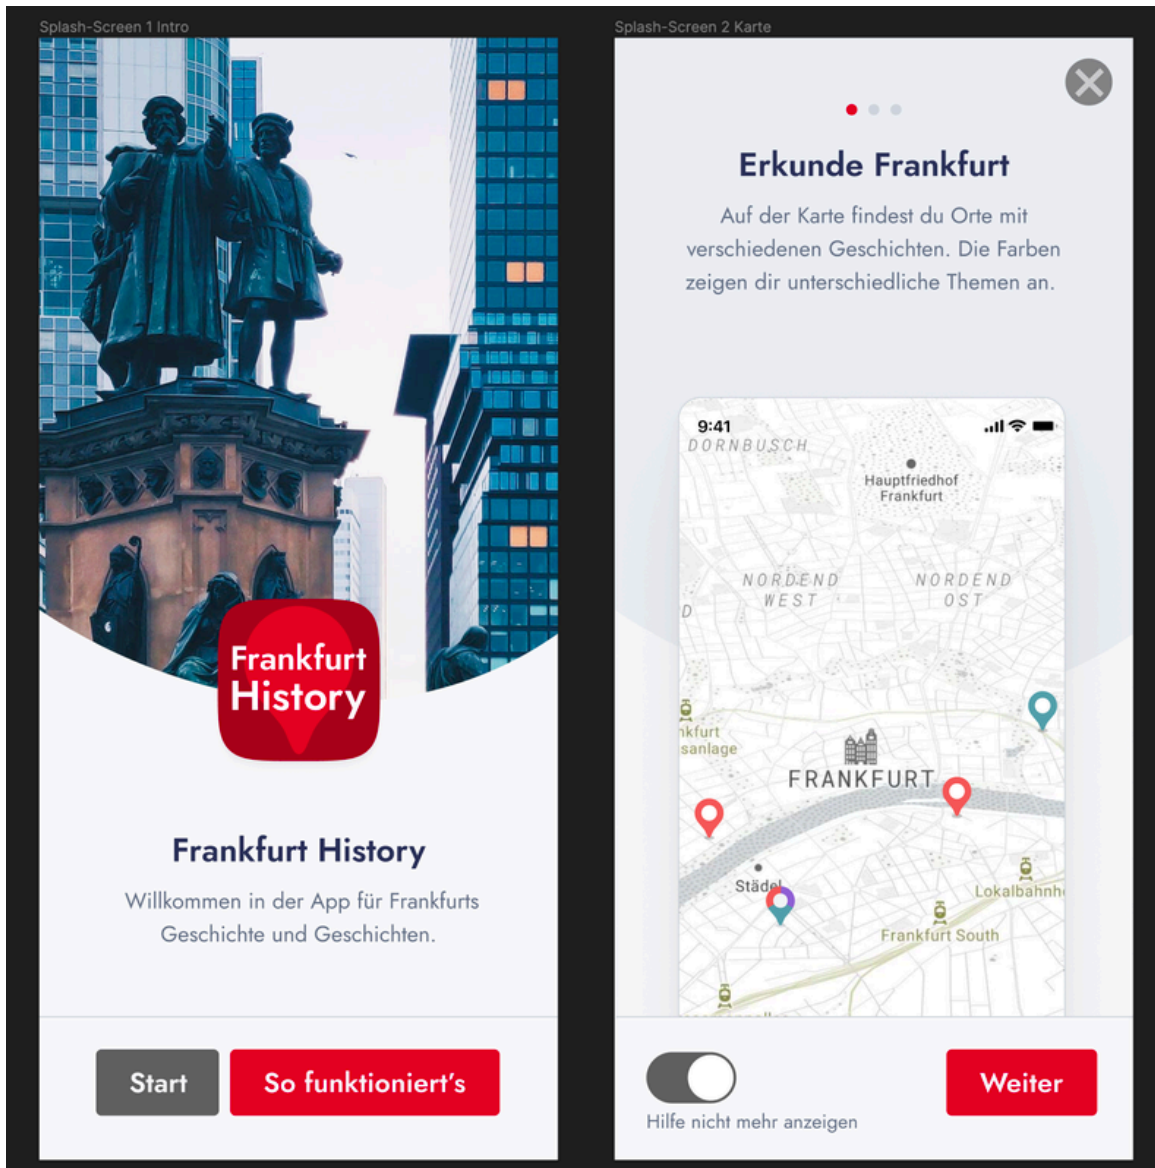 Splash-Screen 1 Intro
Frankfurt
History
Frankfurt History
Willkommen in der App für Frankfurts
Geschichte und Geschichten.
Start
So funktioniert's
Splash-Screen 2 Karte
Erkunde Frankfurt
Auf der Karte findest du Orte mit
verschiedenen Geschichten. Die Farben
zeigen dir unterschiedliche Themen an.
9:41
DORNBUSCH
Hauptfriedhof
Frankfurt
NORDEND
WEST
NORDEND
OST
D
nkfurt
sanlage
FRANKFURT
Städel
Lokalbahnh
Frankfurt South
Hilfe nicht mehr anzeigen
Weiter